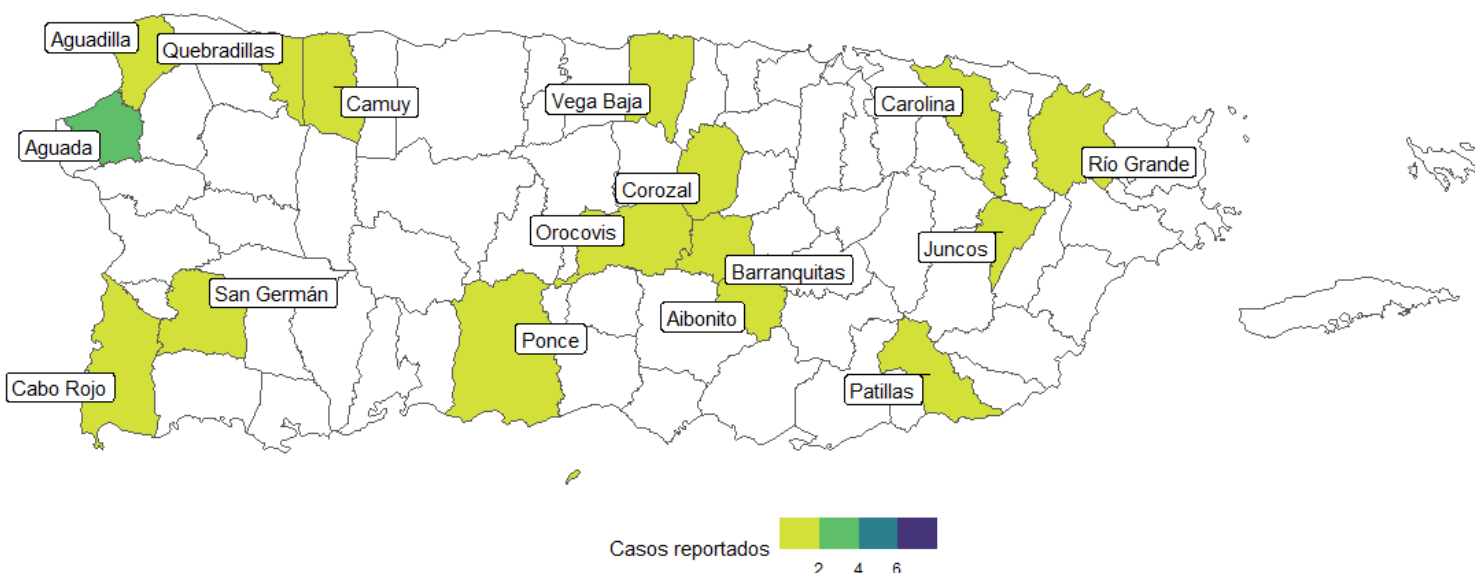 Aguadilla
Quebradillas
Camuy
Vega Baja
Carolina
Aguada
Río Grande
Corozal
Orocovis
Juncos
Barranquitas
San Germán
Aibonito
Ponce
Cabo Rojo
Patillas
Casos reportados
2 4 6